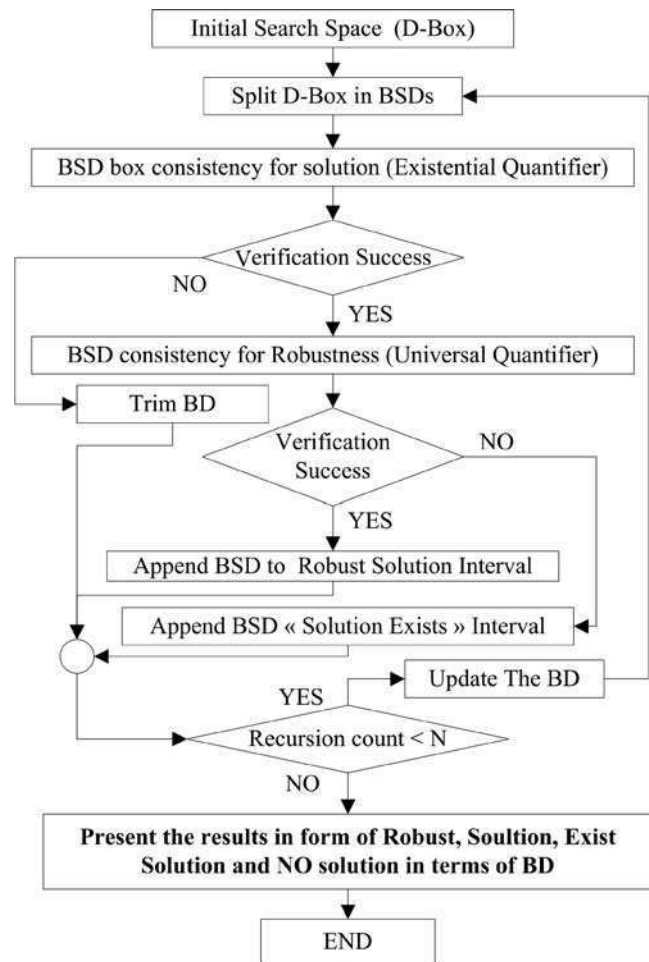 Initial Search Space (D-Box)
Split D-Box in BSDs
BSD box consistency for solution (Existential Quantifier)
Verification Success
NO
YES
BSD consistency for Robustness (Universal Quantifier)
Trim BD
Verification
Success
NO
YES
Append BSD to Robust Solution Interval
Append BSD « Solution Exists » Interval
Update The BD
YES
Recursion count < N
NO
Present the results in form of Robust, Soultion, Exist
Solution and NO solution in terms of BD
END